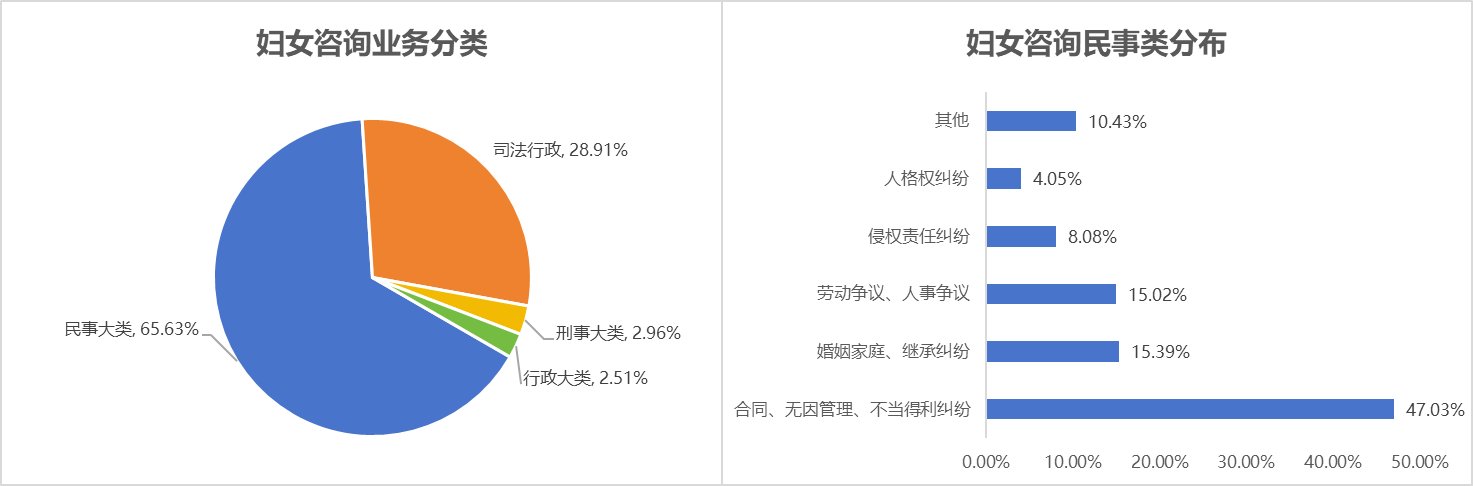 妇女咨询业务分类
司法行政, 28.91%
民事大类, 65.63%
刑事大类, 2.96%
行政大类, 2.51%
妇女咨询民事类分布
其他 10.43%
人格权纠纷 4.05%
侵权责任纠纷 8.08%
劳动争议、人事争议 15.02%
婚姻家庭、继承纠纷 15.39%
合同、无因管理、不当得利纠纷 47.03%
0.00% 10.00% 20.00% 30.00% 40.00% 50.00%